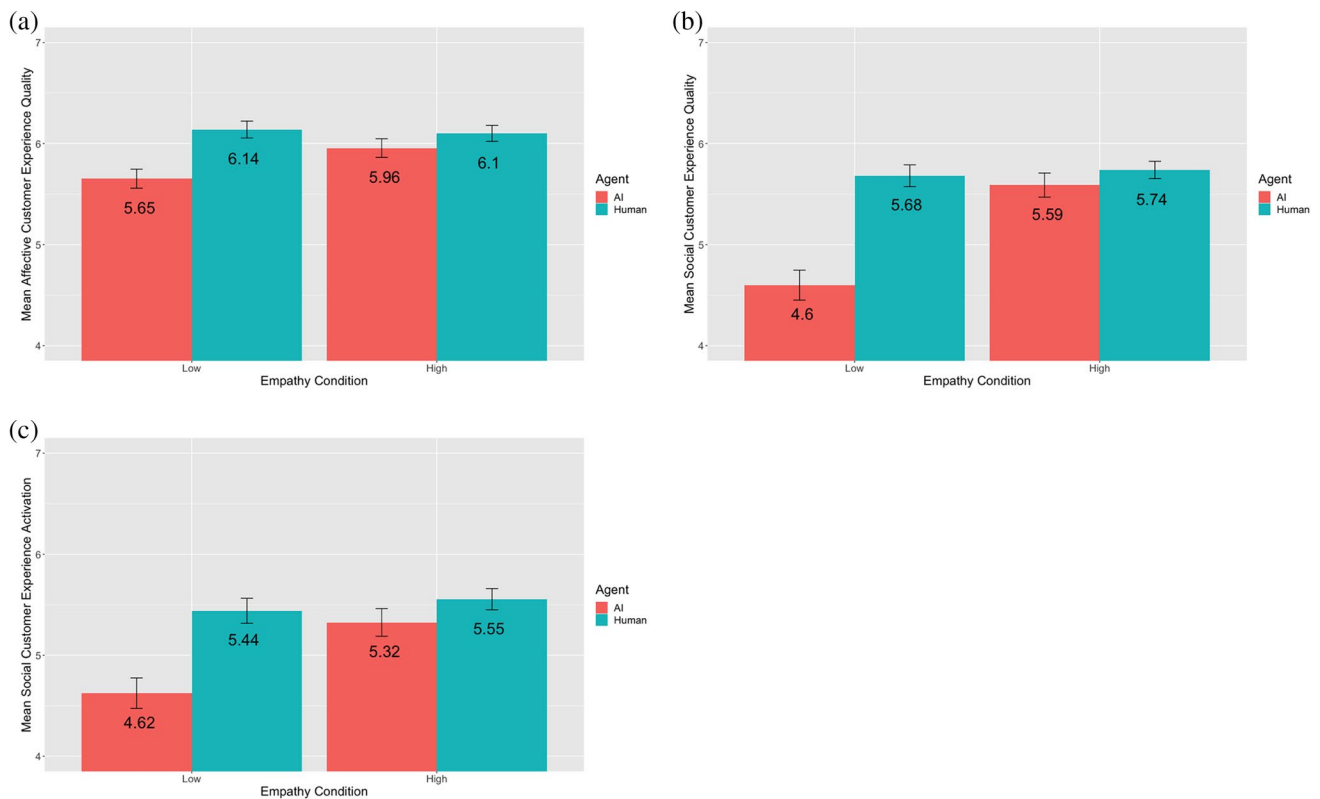 (a)
Mean Affective Customer Experience Quality
7
6
5
4
5.65
6.14
5.96
6.1
Low
High
Empathy Condition
Agent
AI
Human
(b)
Mean Social Customer Experience Quality
7
6
5
4
4.6
5.68
5.59
5.74
Low
High
Empathy Condition
Agent
AI
Human
(c)
Mean Social Customer Experience Activation
7
6
5
4
4.62
5.44
5.32
5.55
Low
High
Empathy Condition
Agent
AI
Human